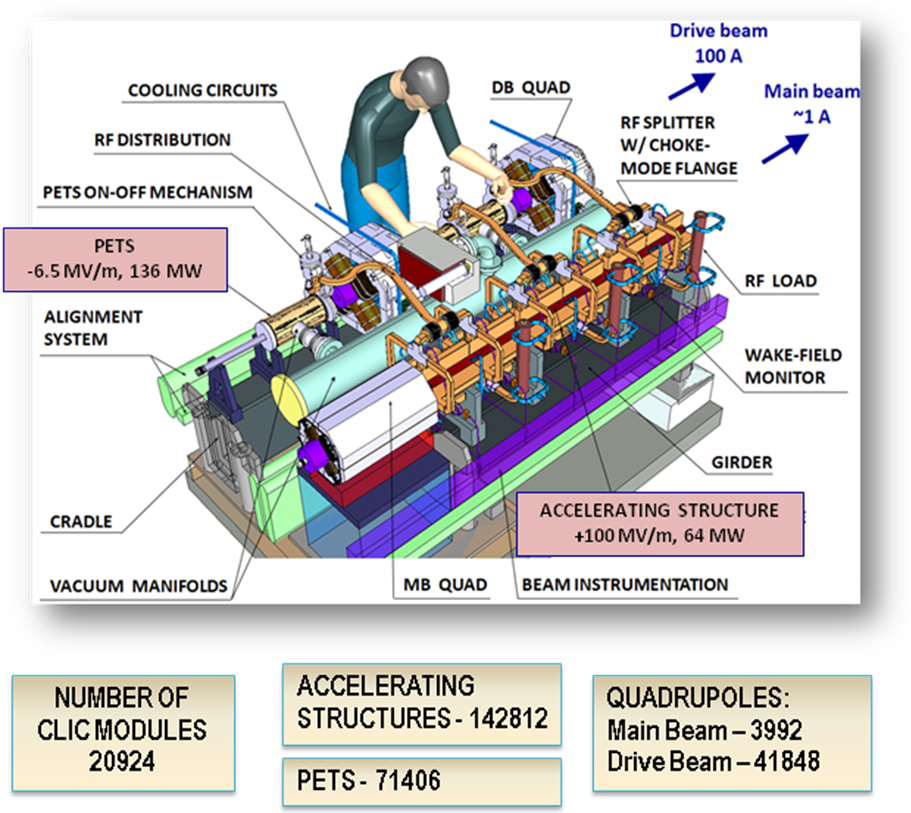 Drive beam
100 A
Main beam
~1 A
COOLING CIRCUITS
DB QUAD
RF DISTRIBUTION
RF SPLITTER
W/ CHOKE-
MODE FLANGE
PETS ON-OFF MECHANISM
PETS
-6.5 MV/m, 136 MW
RF LOAD
ALIGNMENT
SYSTEM
WAKE-FIELD
MONITOR
GIRDER
CRADLE
ACCELERATING STRUCTURE
+100 MV/m, 64 MW
VACUUM MANIFOLDS
MB QUAD
BEAM INSTRUMENTATION
NUMBER OF
CLIC MODULES
20924
ACCELERATING
STRUCTURES - 142812
PETS - 71406
QUADRUPOLES:
Main Beam – 3992
Drive Beam – 41848